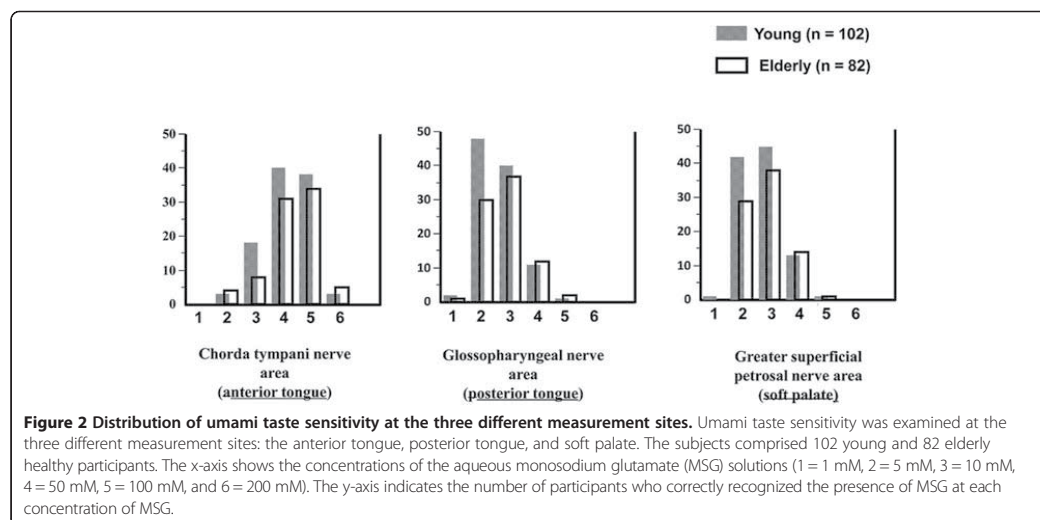 Young (n = 102)
Elderly (n = 82)
50
40
30
20
10
0
1 2 3 4 5 6
Chorda tympani nerve
area
(anterior tongue)
50
40
30
20
10
0
1 2 3 4 5 6
Glossopharyngeal nerve
area
(posterior tongue)
50
40
30
20
10
0
1 2 3 4 5 6
Greater superficial
petrosal nerve area
(soft palate)
Figure 2 Distribution of umami taste sensitivity at the three different measurement sites. Umami taste sensitivity was examined at the
three different measurement sites: the anterior tongue, posterior tongue, and soft palate. The subjects comprised 102 young and 82 elderly
healthy participants. The x-axis shows the concentrations of the aqueous monosodium glutamate (MSG) solutions (1 = 1 mM, 2 = 5 mM, 3 = 10 mM,
4 = 50 mM, 5 = 100 mM, and 6 = 200 mM). The y-axis indicates the number of participants who correctly recognized the presence of MSG at each
concentration of MSG.